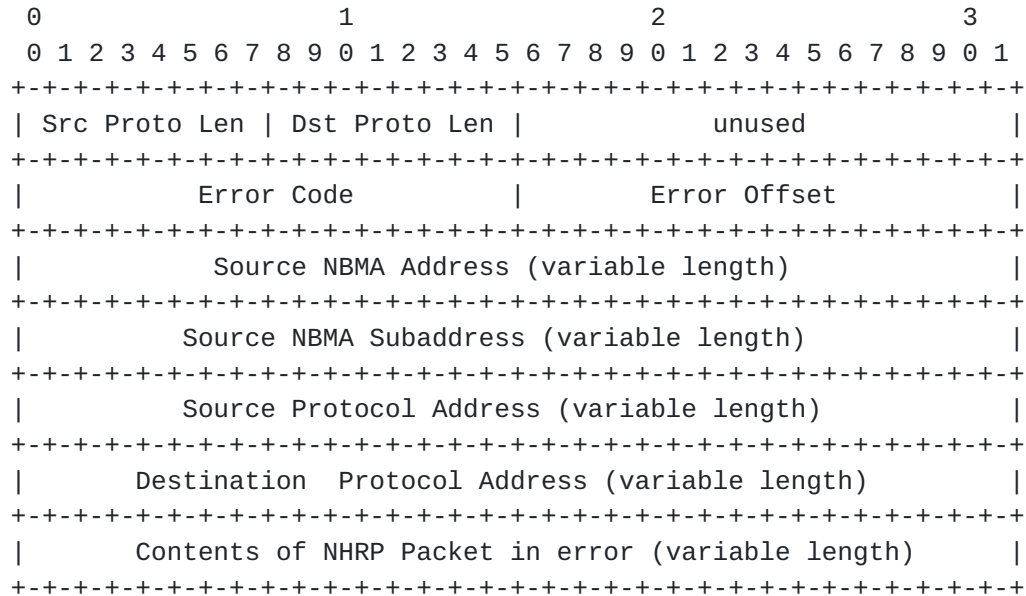 0                   1                   2                   3
 0 1 2 3 4 5 6 7 8 9 0 1 2 3 4 5 6 7 8 9 0 1 2 3 4 5 6 7 8 9 0 1
+-+-+-+-+-+-+-+-+-+-+-+-+-+-+-+-+-+-+-+-+-+-+-+-+-+-+-+-+-+-+-+-+
| Src Proto Len | Dst Proto Len |            unused             |
+-+-+-+-+-+-+-+-+-+-+-+-+-+-+-+-+-+-+-+-+-+-+-+-+-+-+-+-+-+-+-+-+
|           Error Code          |        Error Offset           |
+-+-+-+-+-+-+-+-+-+-+-+-+-+-+-+-+-+-+-+-+-+-+-+-+-+-+-+-+-+-+-+-+
|            Source NBMA Address (variable length)              |
+-+-+-+-+-+-+-+-+-+-+-+-+-+-+-+-+-+-+-+-+-+-+-+-+-+-+-+-+-+-+-+-+
|          Source NBMA Subaddress (variable length)             |
+-+-+-+-+-+-+-+-+-+-+-+-+-+-+-+-+-+-+-+-+-+-+-+-+-+-+-+-+-+-+-+-+
|          Source Protocol Address (variable length)            |
+-+-+-+-+-+-+-+-+-+-+-+-+-+-+-+-+-+-+-+-+-+-+-+-+-+-+-+-+-+-+-+-+
|       Destination  Protocol Address (variable length)         |
+-+-+-+-+-+-+-+-+-+-+-+-+-+-+-+-+-+-+-+-+-+-+-+-+-+-+-+-+-+-+-+-+
|       Contents of NHRP Packet in error (variable length)      |
+-+-+-+-+-+-+-+-+-+-+-+-+-+-+-+-+-+-+-+-+-+-+-+-+-+-+-+-+-+-+-+-+